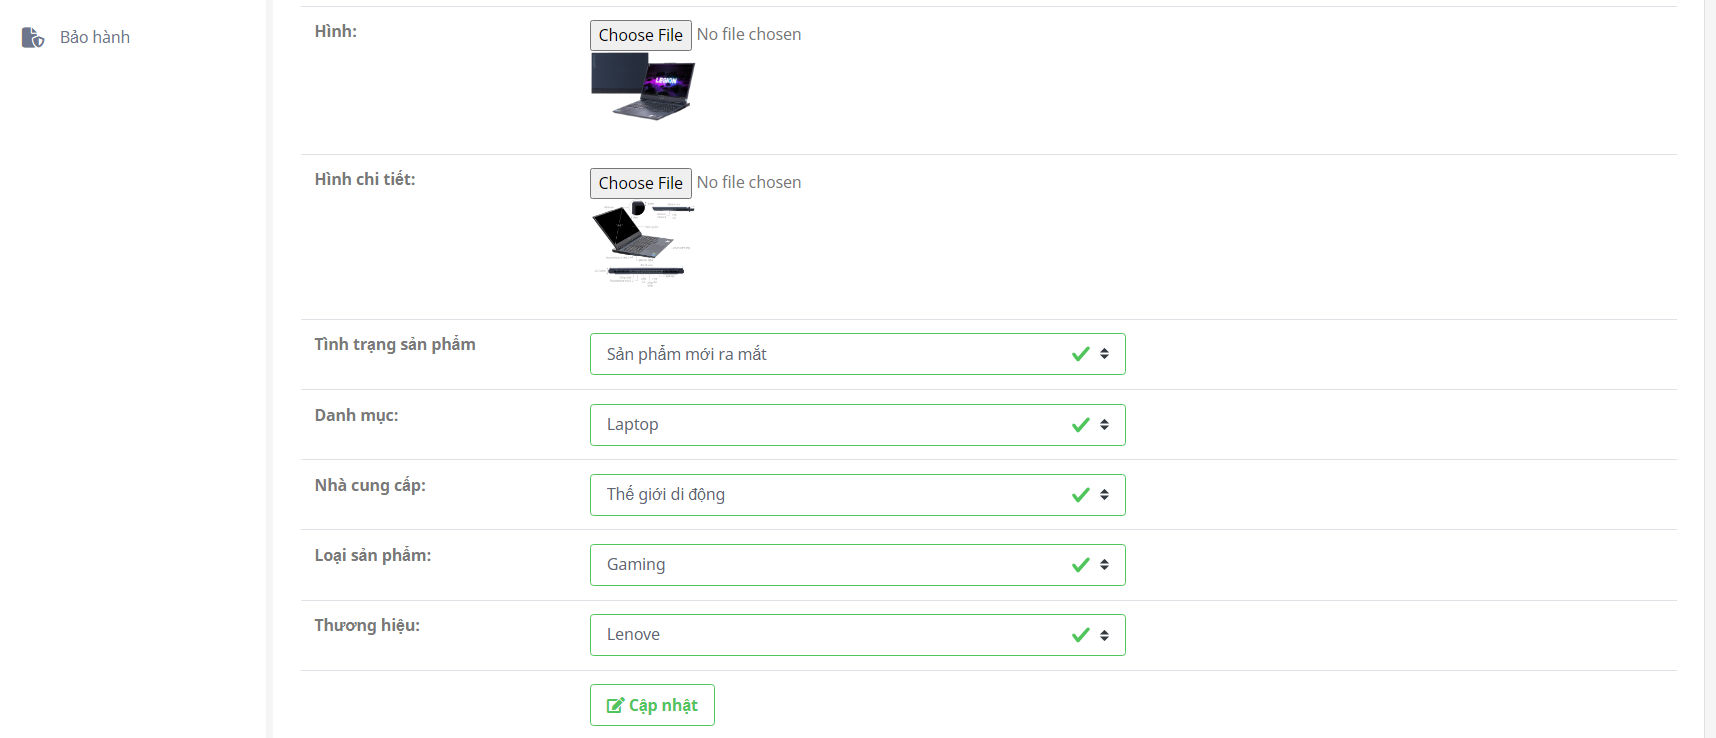 Bảo hành
Hình:
Choose File No file chosen
LEGION
Hình chi tiết:
Choose File No file chosen
Tình trạng sản phẩm
Sản phẩm mới ra mắt
Danh mục:
Laptop
Nhà cung cấp:
Thế giới di động
Loại sản phẩm:
Gaming
Thương hiệu:
Lenove
Cập nhật